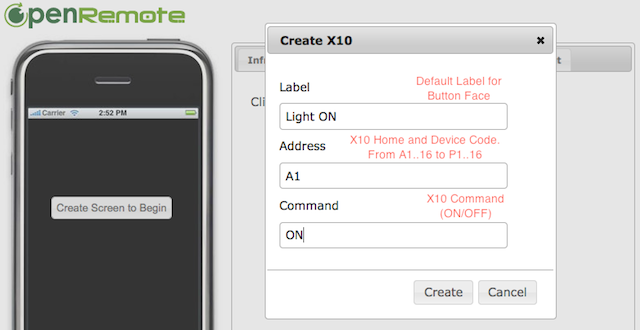 OpenRemote
Create X10
Infr
t
Cli
Label
Default Label for
Button Face
Light ON
Address
X10 Home and Device Code.
From A1..16 to P1..16
A1
Command
X10 Command
(ON/OFF)
ON
Create
Cancel
Carrier
2:52 PM
Create Screen to Begin